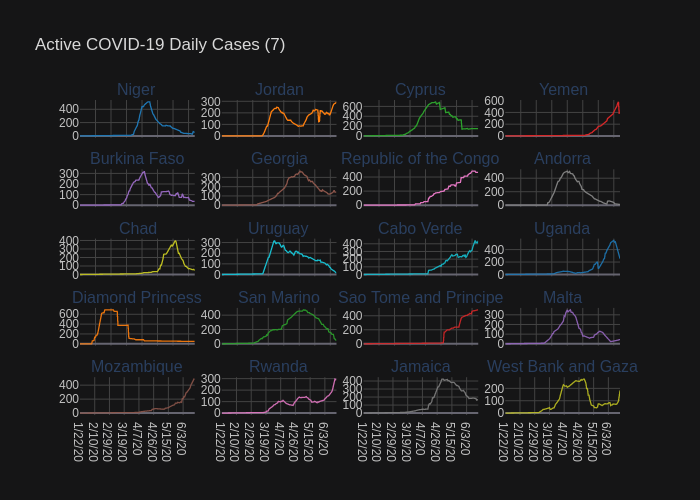 Active COVID-19 Daily Cases (7)
Niger Jordan Cyprus Yemen
400 200 0 300 200 100 0 600 400 200 0 600 400 200 0
Burkina Faso Georgia Republic of the Congo Andorra
300 200 100 0 300 200 100 0 400 200 0 400 200 0
Chad Uruguay Cabo Verde Uganda
400 300 200 100 300 200 100 0 400 300 200 100 0 400 200 0
Diamond Princess San Marino Sao Tome and Principe Malta
600 400 200 0 400 200 0 400 200 0 300 200 100 0
Mozambique Rwanda Jamaica West Bank and Gaza
400 200 0 300 200 100 0 400 300 200 100 0 200 100 0
1/22/20 2/10/20 2/29/20 3/19/20 4/7/20 4/26/20 5/15/20 6/3/20 1/22/20 2/10/20 2/29/20 3/19/20 4/7/20 4/26/20 5/15/20 6/3/20 1/22/20 2/10/20 2/29/20 3/19/20 4/7/20 4/26/20 5/15/20 6/3/20 1/22/20 2/10/20 2/29/20 3/19/20 4/7/20 4/26/20 5/15/20 6/3/20